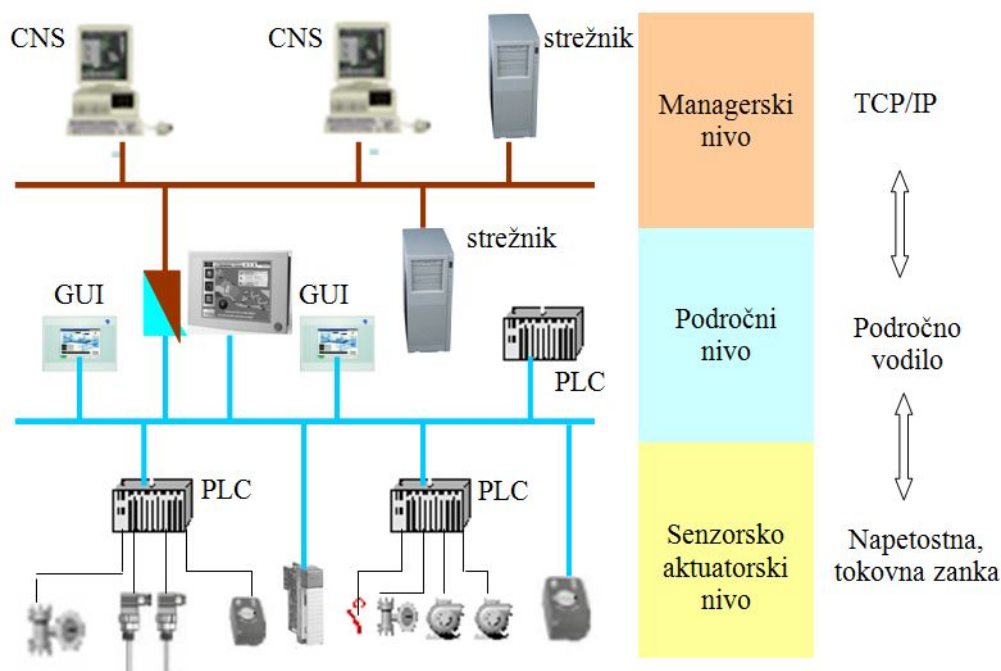 CNS
CNS
strežnik
strežnik
GUI
GUI
PLC
PLC
PLC
Managerski
nivo
TCP/IP
Področni
nivo
Področno
vodilo
Senzorsko
aktuatorski
nivo
Napetostna,
tokovna zanka